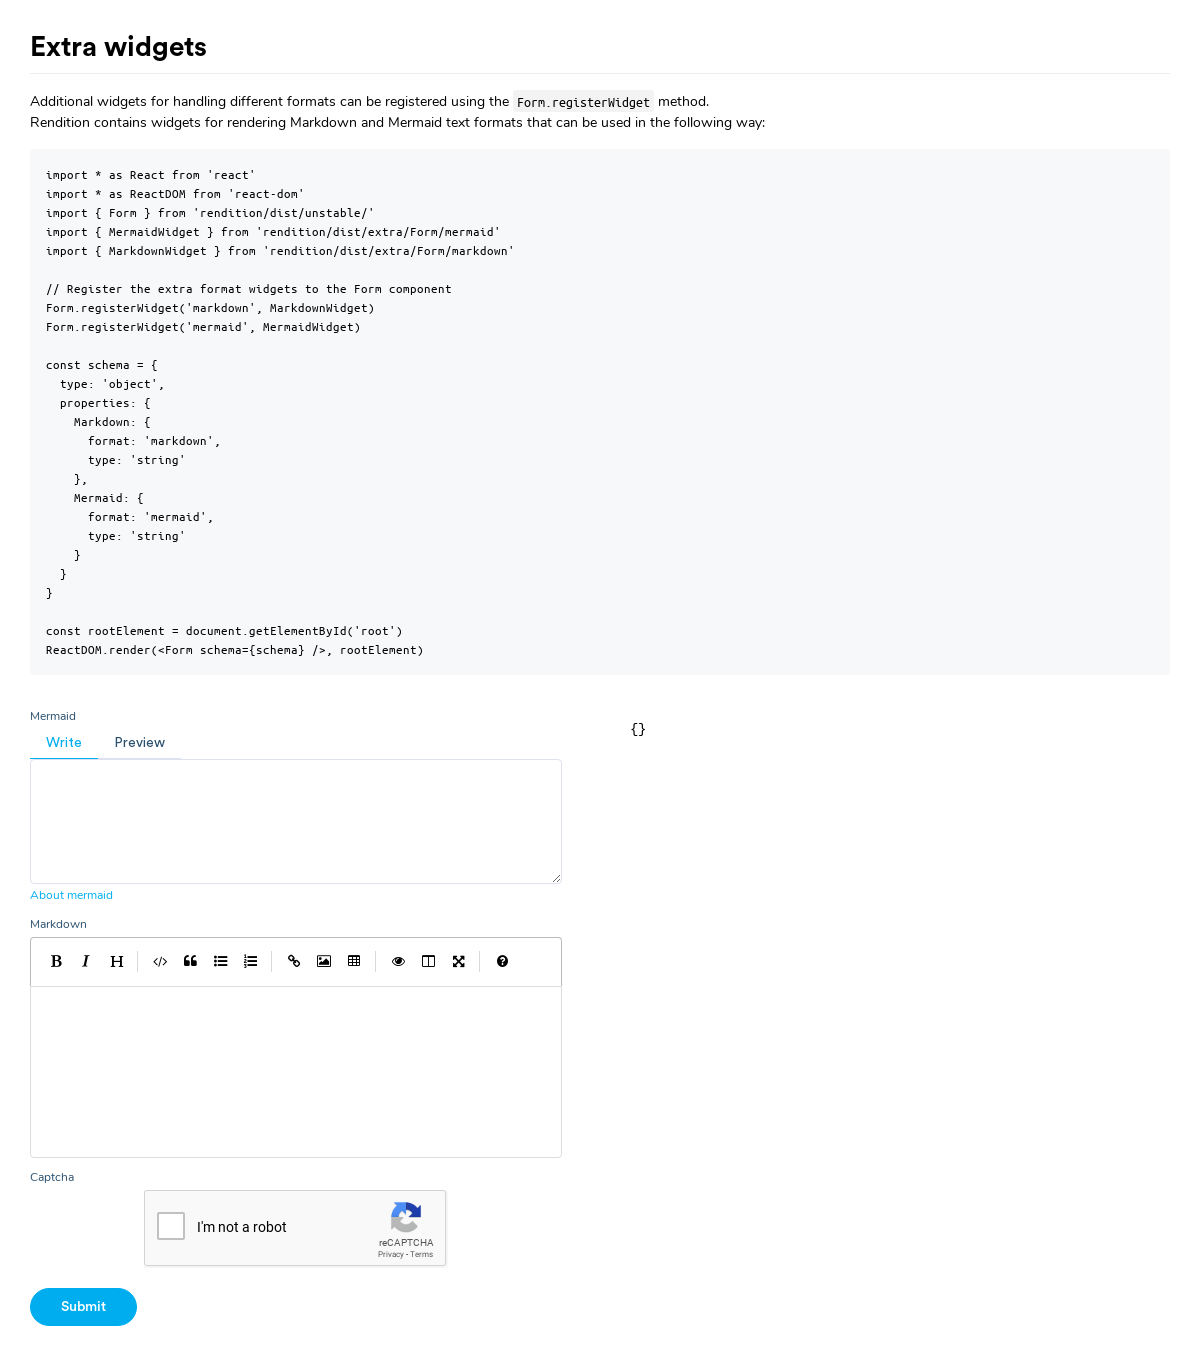 Extra widgets
Additional widgets for handling different formats can be registered using the Form.registerWidget method.
Rendition contains widgets for rendering Markdown and Mermaid text formats that can be used in the following way:
import * as React from 'react'
import * as ReactDOM from 'react-dom'
import { Form } from 'rendition/dist/unstable/'
import { MermaidWidget } from 'rendition/dist/extra/Form/mermaid'
import { MarkdownWidget } from 'rendition/dist/extra/Form/markdown'

// Register the extra format widgets to the Form component
Form.registerWidget('markdown', MarkdownWidget)
Form.registerWidget('mermaid', MermaidWidget)

const schema = {
  type: 'object',
  properties: {
    Markdown: {
      format: 'markdown',
      type: 'string'
    },
    Mermaid: {
      format: 'mermaid',
      type: 'string'
    }
  }
}

const rootElement = document.getElementById('root')
ReactDOM.render(<Form schema={schema} />, rootElement)
Mermaid
Write Preview
About mermaid
Markdown
B I H
Captcha
I'm not a robot
reCAPTCHA
Privacy - Terms
Submit
{}